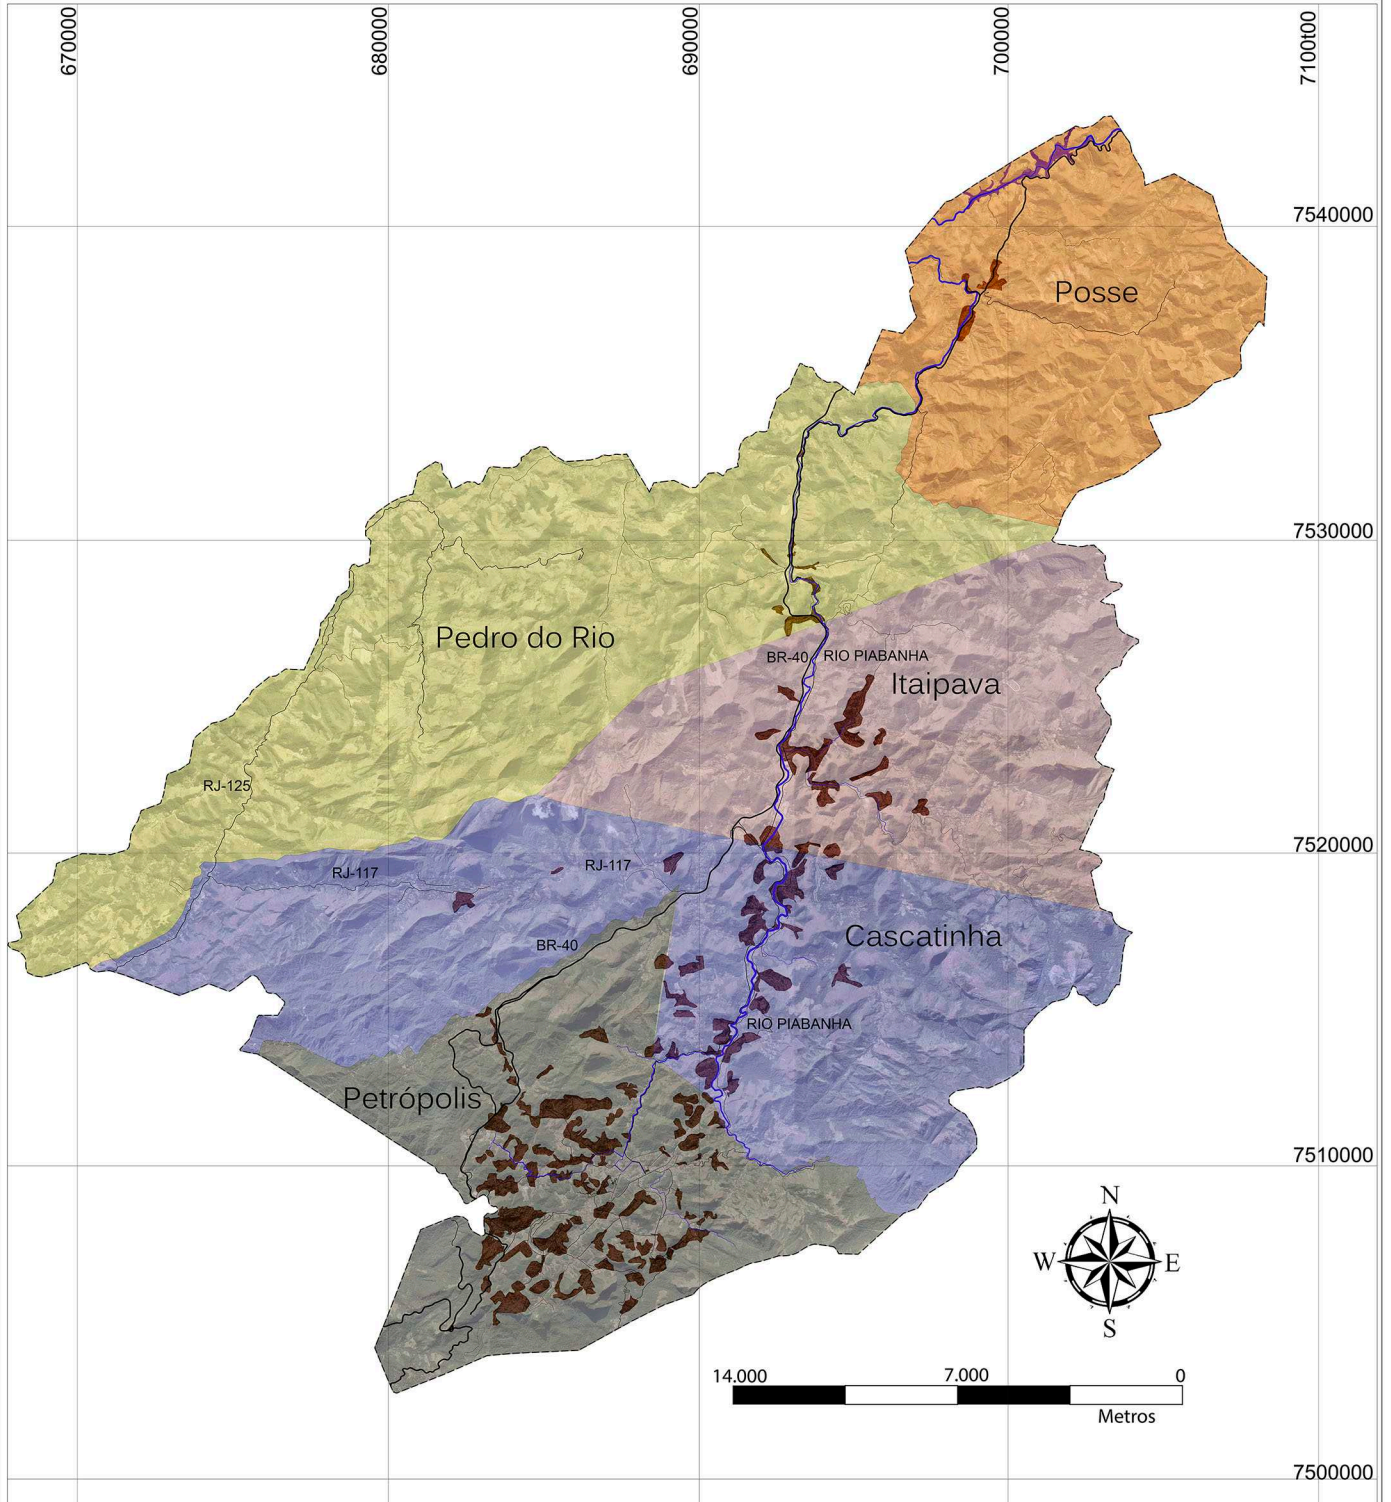 670000
680000
690000
700000
7100t00
7540000
Posse
7530000
Pedro do Rio
BR-40
RIO PIABANHA
Itaipava
RJ-125
7520000
RJ-117
RJ-117
BR-40
Cascatinha
RIO PIABANHA
Petrópolis
7510000
N
W
E
S
14.000
7.000
0
Metros
7500000